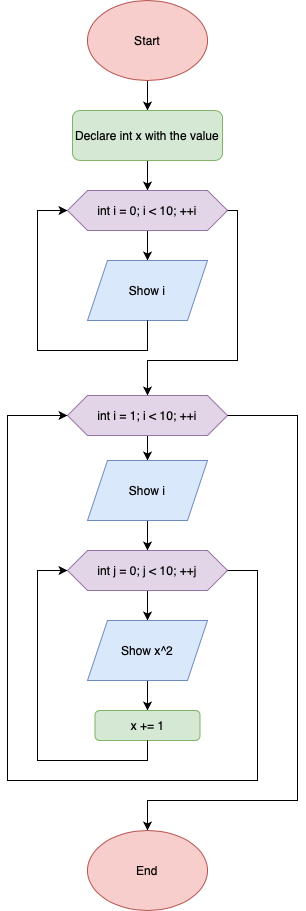 Start
Declare int x with the value
int i = 0; i < 10; ++i
Show i
int i = 1; i < 10; ++i
Show i
int j = 0; j < 10; ++j
Show x^2
x += 1
End